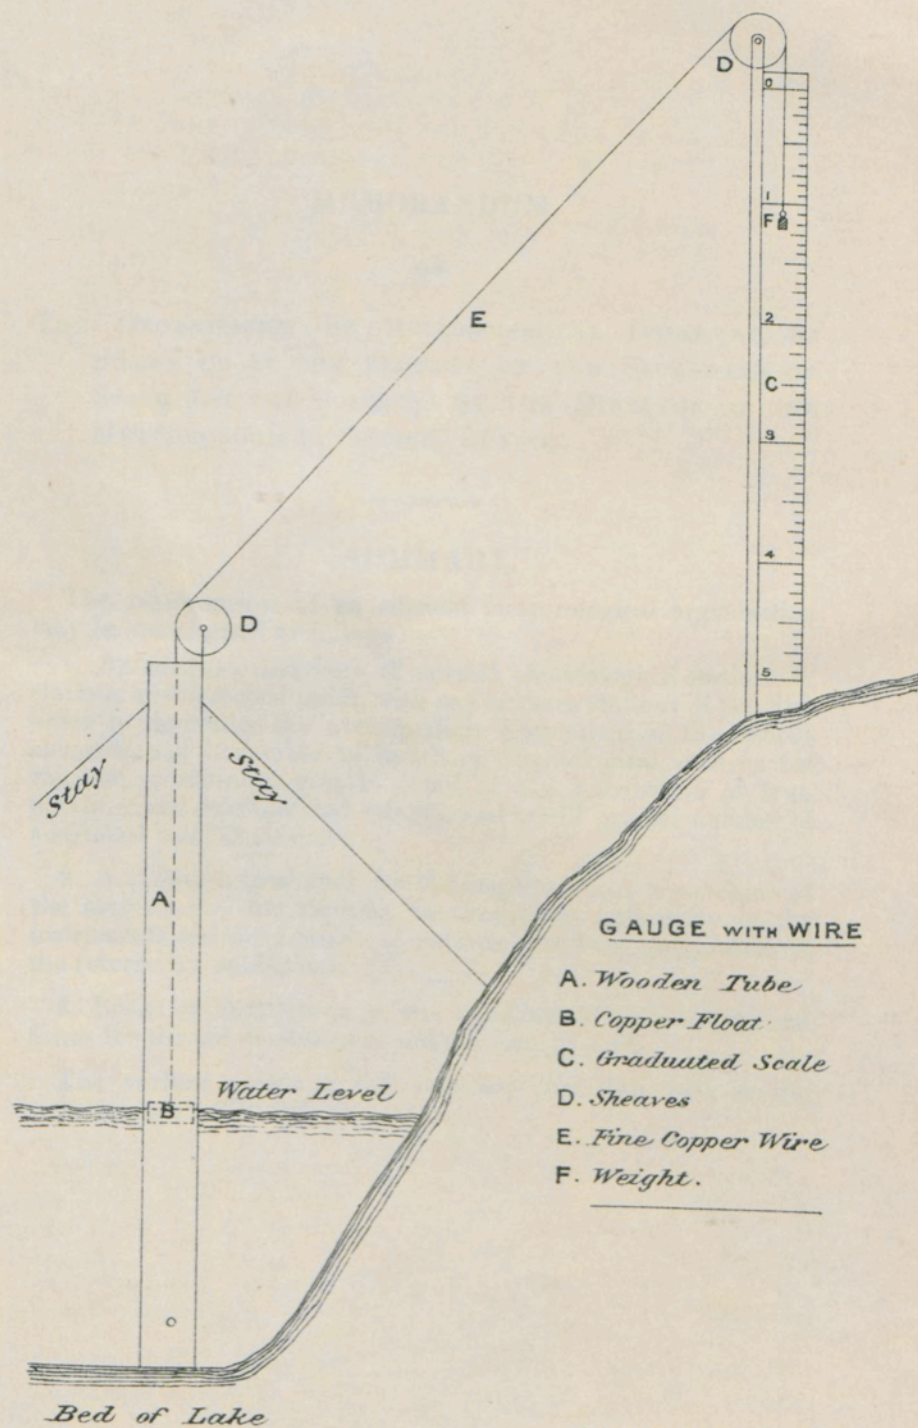 D
0
1
F
E
2
C
3
4
D
5
Stay
Stay
A
GAUGE WITH WIRE
A. Wooden Tube
B. Copper Float.
C. Graduated Scale
D. Sheaves
E. Fine Copper Wire
F. Weight.
Water Level
B
Bed of Lake